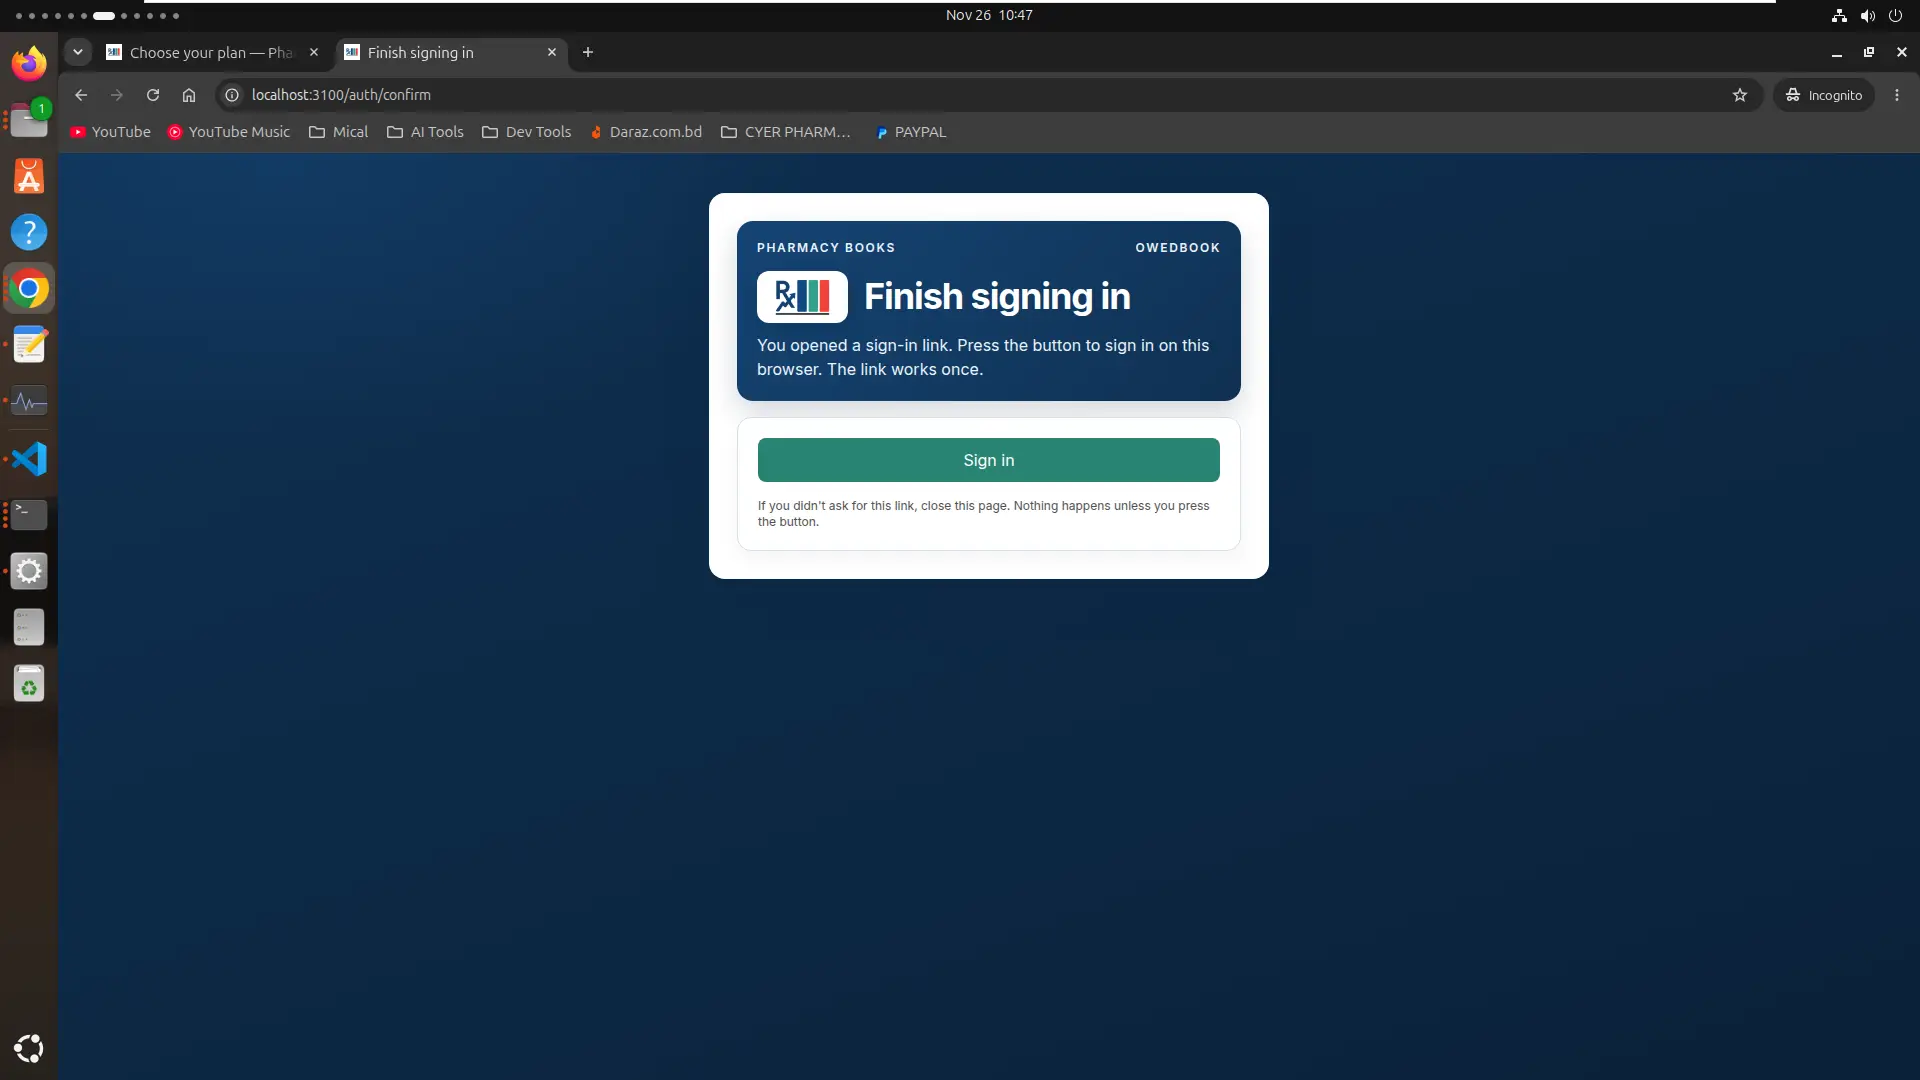 Nov 26 10:47
Choose your plan — Pha
Finish signing in
localhost:3100/auth/confirm
Incognito
YouTube
YouTube Music
Mical
AI Tools
Dev Tools
Daraz.com.bd
CYER PHARM...
PAYPAL
1
PHARMACY BOOKS
OWEDBOOK
Rx
Finish signing in
You opened a sign-in link. Press the button to sign in on this
browser. The link works once.
Sign in
If you didn't ask for this link, close this page. Nothing happens unless you press
the button.